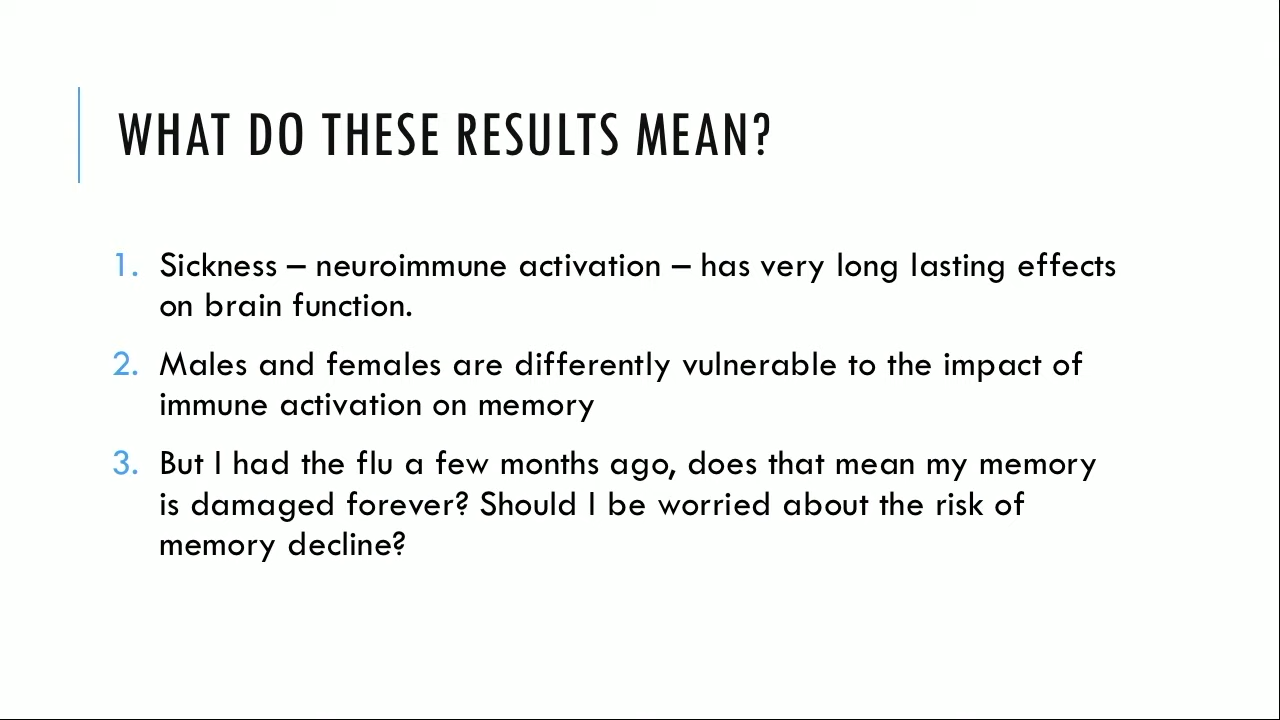 WHAT DO THESE RESULTS MEAN?
1. Sickness – neuroimmune activation – has very long lasting effects
on brain function.
2. Males and females are differently vulnerable to the impact of
immune activation on memory
3. But I had the flu a few months ago, does that mean my memory
is damaged forever? Should I be worried about the risk of
memory decline?